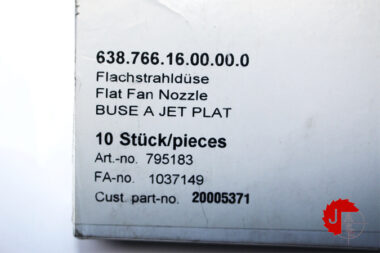 638.766.16.00.00.0
Flachstrahldüse
Flat Fan Nozzle
BUSE A JET PLAT
10 Stück/pieces
Art.-no. 795183
FA-no. 1037149
Cust. part-no. 20005371